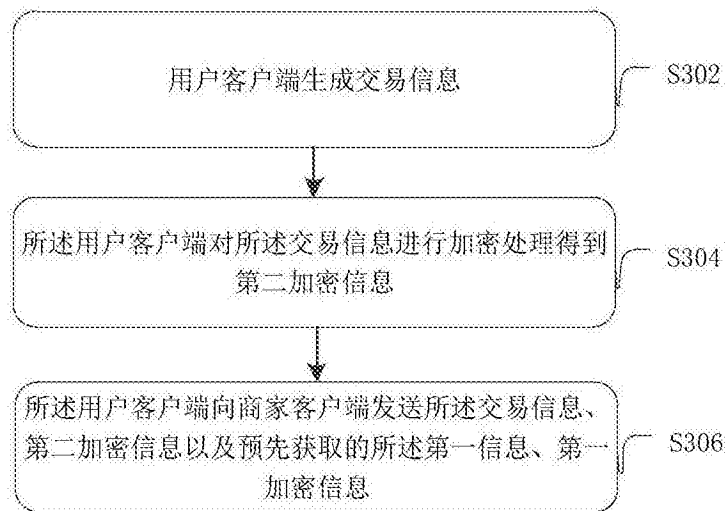 用户客户端生成交易信息
S302
所述用户客户端对所述交易信息进行加密处理得到
第二加密信息
S304
所述用户客户端向商家客户端发送所述交易信息、
第二加密信息以及预先获取的所述第一信息、第一
加密信息
S306